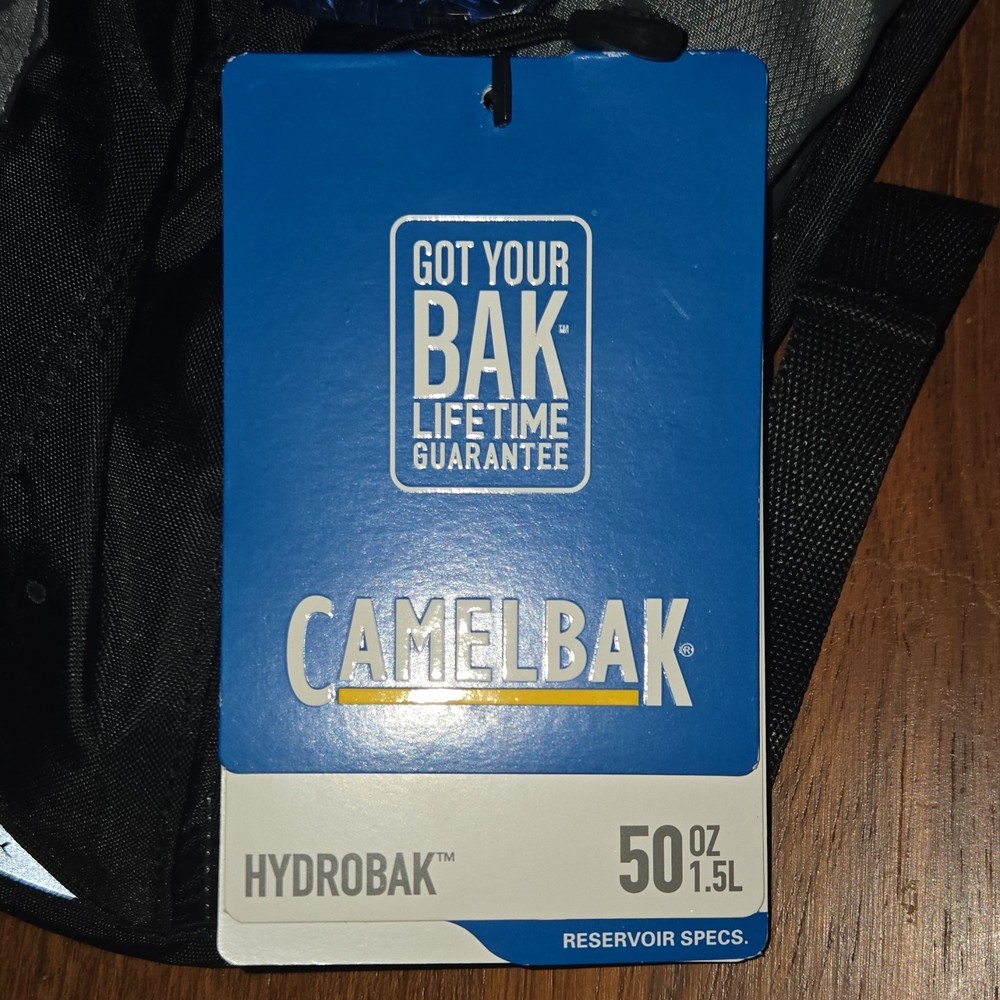 GOT YOUR
BAK™
LIFETIME
GUARANTEE
CAMELBAK®
HYDROBAK™
50 OZ
1.5L
RESERVOIR SPECS.